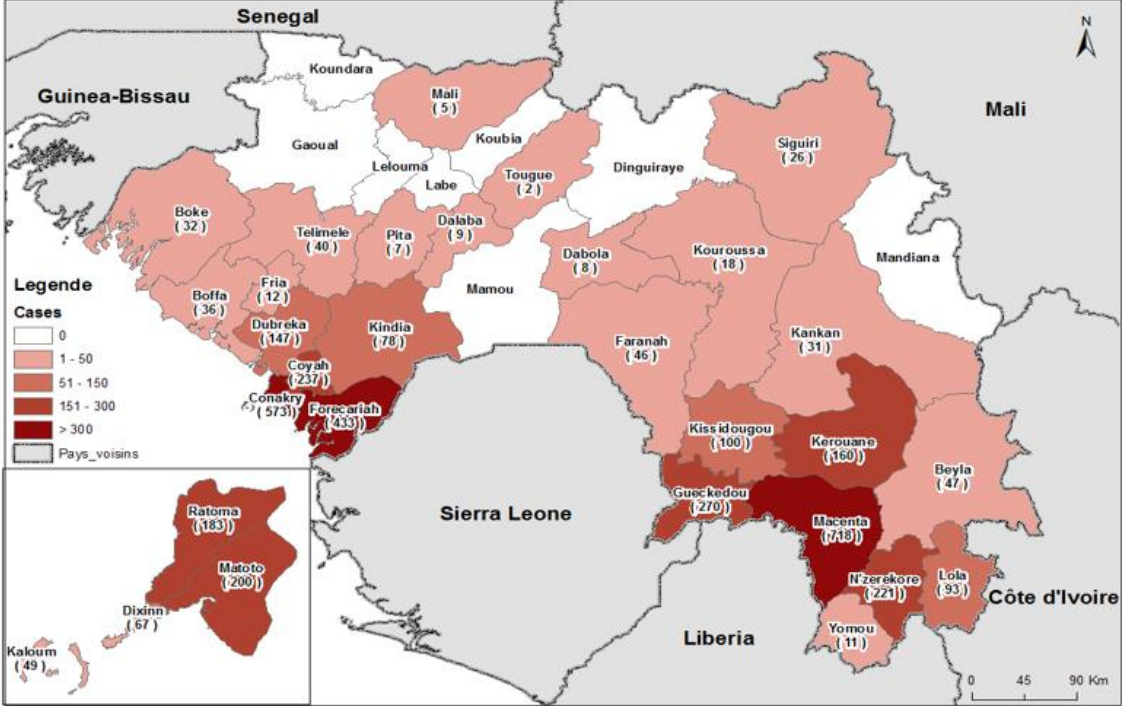 Senegal
N
Koundara
Guinea-Bissau
Mali
( 5 )
Mali
Gaoual
Koubia
Siguiri
( 26 )
Lelouma
Dinguiraye
Labe
Tougue
( 2 )
Boke
( 32 )
Telimele
( 40 )
Pita
( 7 )
Dalaba
( 9 )
Dabola
( 8 )
Kouroussa
( 18 )
Mandiana
Mamou
Legende
Cases
0
1 - 50
51 - 150
151 - 300
> 300
Pays_voisins
Fria
( 12 )
Boffa
( 36 )
Dubreka
( 147 )
Kindia
( 78 )
Faranah
( 46 )
Kankan
( 31 )
Coyah
( 237 )
Conakry
( 573 )
Forecariah
( 433 )
Kissidougou
( 100 )
Kerouane
( 160 )
Beyla
( 47 )
Gueckedou
( 270 )
Sierra Leone
Macenta
( 718 )
N'zerekore
( 221 )
Lola
( 93 )
Côte d'Ivoire
Yomou
( 11 )
Liberia
Ratoma
( 183 )
Matoto
( 200 )
Dixinn
( 67 )
Kaloum
( 49 )
0 45 90 Km